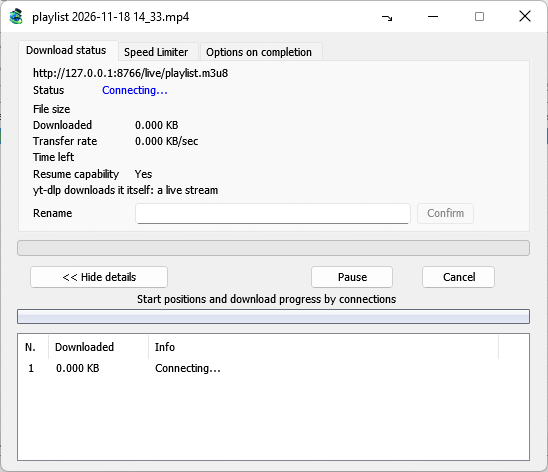 playlist 2026-11-18 14_33.mp4
Download status
Speed Limiter
Options on completion
http://127.0.0.1:8766/live/playlist.m3u8
Status Connecting...
File size
Downloaded 0.000 KB
Transfer rate 0.000 KB/sec
Time left
Resume capability Yes
yt-dlp downloads it itself: a live stream
Rename Confirm
<< Hide details Pause Cancel
Start positions and download progress by connections
N. Downloaded Info
1 0.000 KB Connecting...